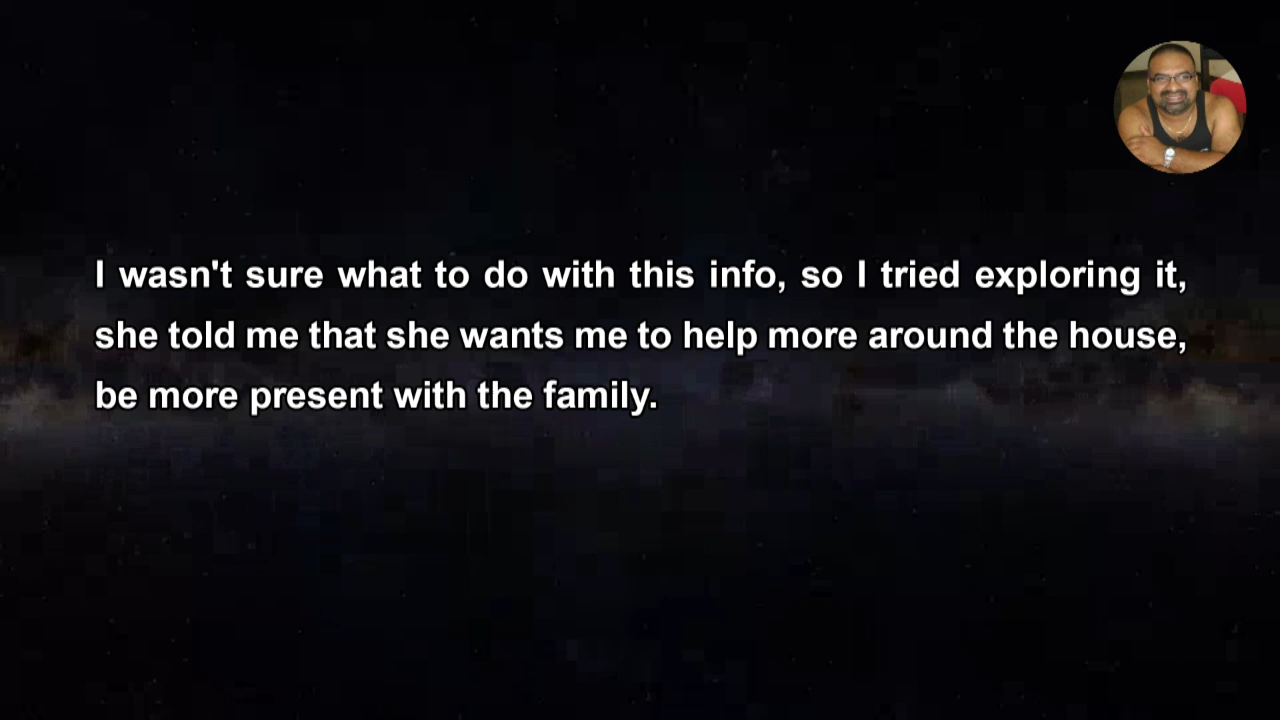 I wasn't sure what to do with this info, so I tried exploring it,
she told me that she wants me to help more around the house,
be more present with the family.